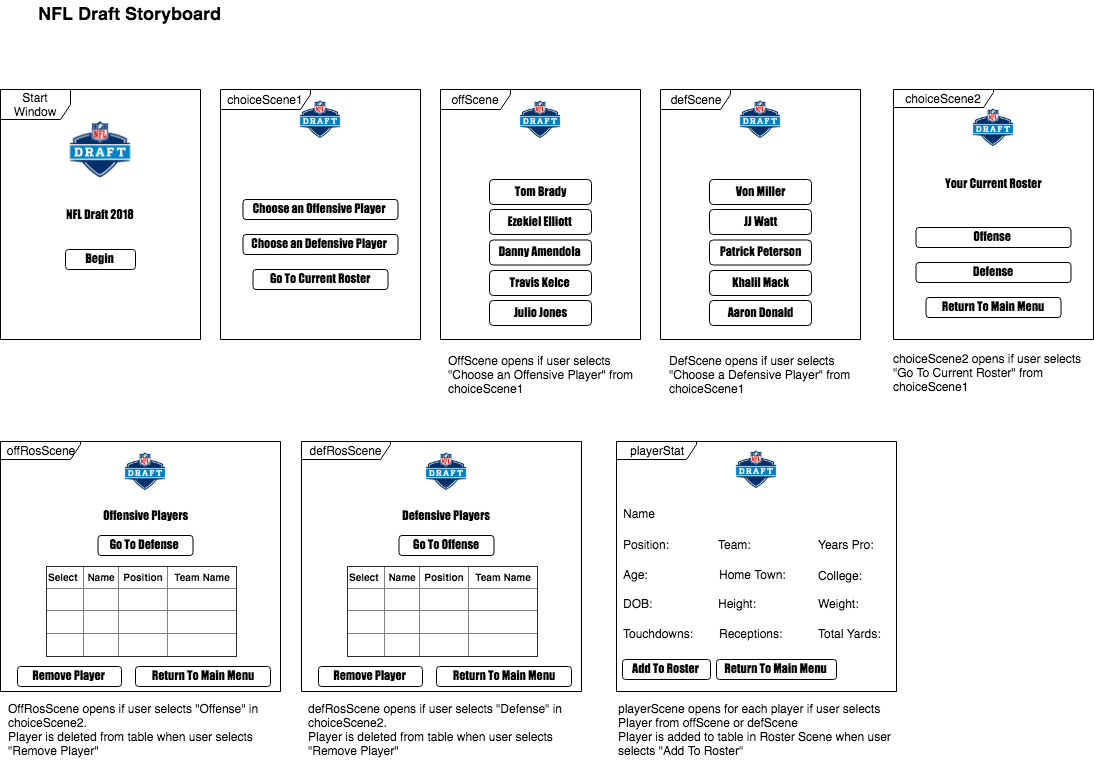 NFL Draft Storyboard
Start
Window
NFL
DRAFT
NFL Draft 2018
Begin
choiceScene1
NFL
DRAFT
Choose an Offensive Player
Choose an Defensive Player
Go To Current Roster
offScene
NFL
DRAFT
Tom Brady
Ezekiel Elliott
Danny Amendola
Travis Kelce
Julio Jones
OffScene opens if user selects
"Choose an Offensive Player" from
choiceScene1
defScene
NFL
DRAFT
Von Miller
JJ Watt
Patrick Peterson
Khalil Mack
Aaron Donald
DefScene opens if user selects
"Choose a Defensive Player" from
choiceScene1
choiceScene2
NFL
DRAFT
Your Current Roster
Offense
Defense
Return To Main Menu
choiceScene2 opens if user selects
"Go To Current Roster" from
choiceScene1
offRosScene
NFL
DRAFT
Offensive Players
Go To Defense
Select Name Position Team Name
Remove Player Return To Main Menu
OffRosScene opens if user selects "Offense" in
choiceScene2.
Player is deleted from table when user selects
"Remove Player"
defRosScene
NFL
DRAFT
Defensive Players
Go To Offense
Select Name Position Team Name
Remove Player Return To Main Menu
defRosScene opens if user selects "Defense" in
choiceScene2.
Player is deleted from table when user selects
"Remove Player"
playerStat
NFL
DRAFT
Name
Position: Team: Years Pro:
Age: Home Town: College:
DOB: Height: Weight:
Touchdowns: Receptions: Total Yards:
Add To Roster Return To Main Menu
playerScene opens for each player if user selects
Player from offScene or defScene
Player is added to table in Roster Scene when user
selects "Add To Roster"